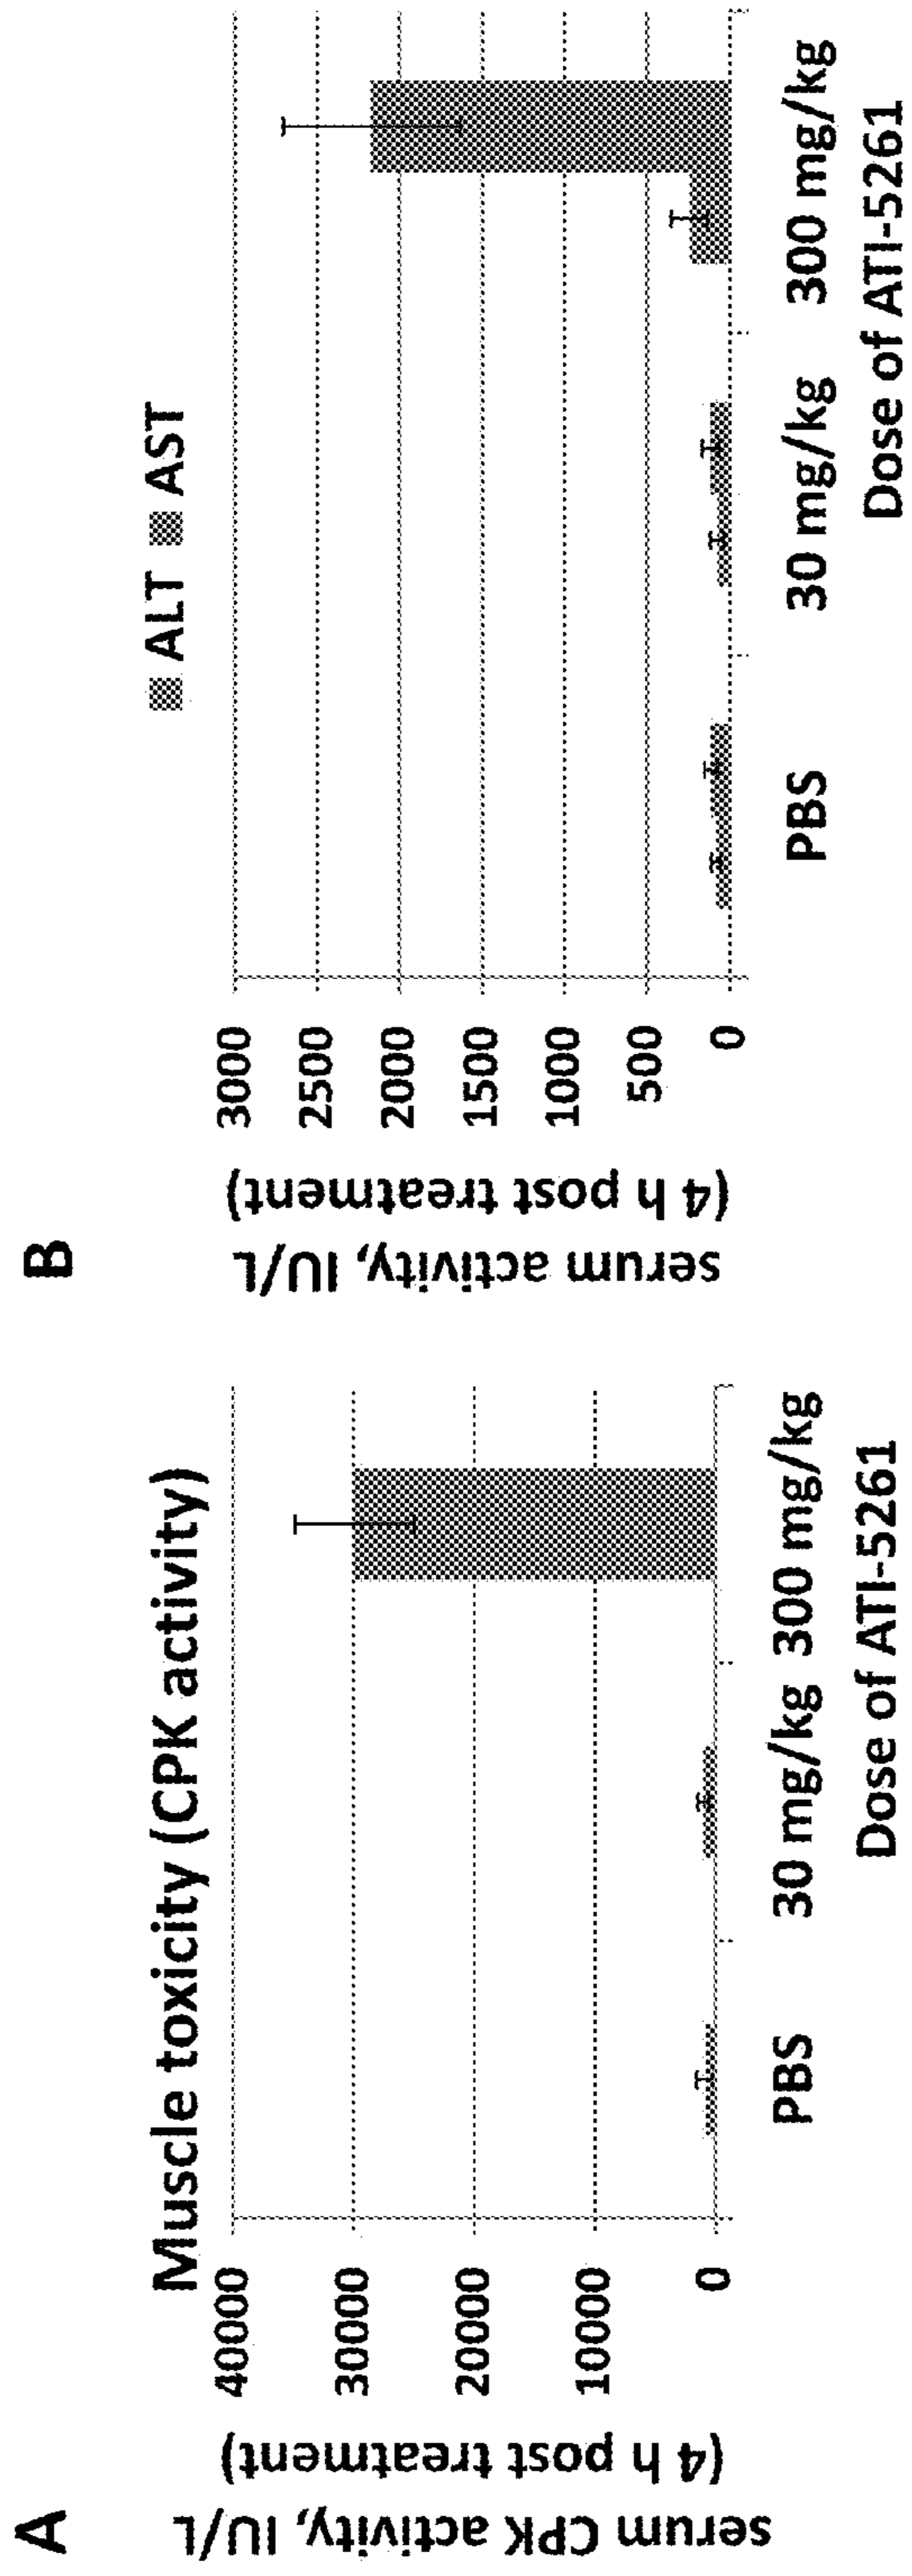 A
Muscle toxicity (CPK activity)
serum CPK activity, IU/L
(4 h post treatment)
40000
30000
20000
10000
0
PBS
30 mg/kg
300 mg/kg
Dose of ATI-5261
B
ALT
AST
serum activity, IU/L
(4 h post treatment)
3000
2500
2000
1500
1000
500
0
PBS
30 mg/kg
300 mg/kg
Dose of ATI-5261